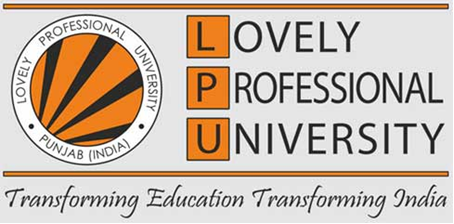 LOVELY PROFESSIONAL UNIVERSITY
• PUNJAB (INDIA) •
LOVELY
PROFESSIONAL
UNIVERSITY
Transforming Education Transforming India